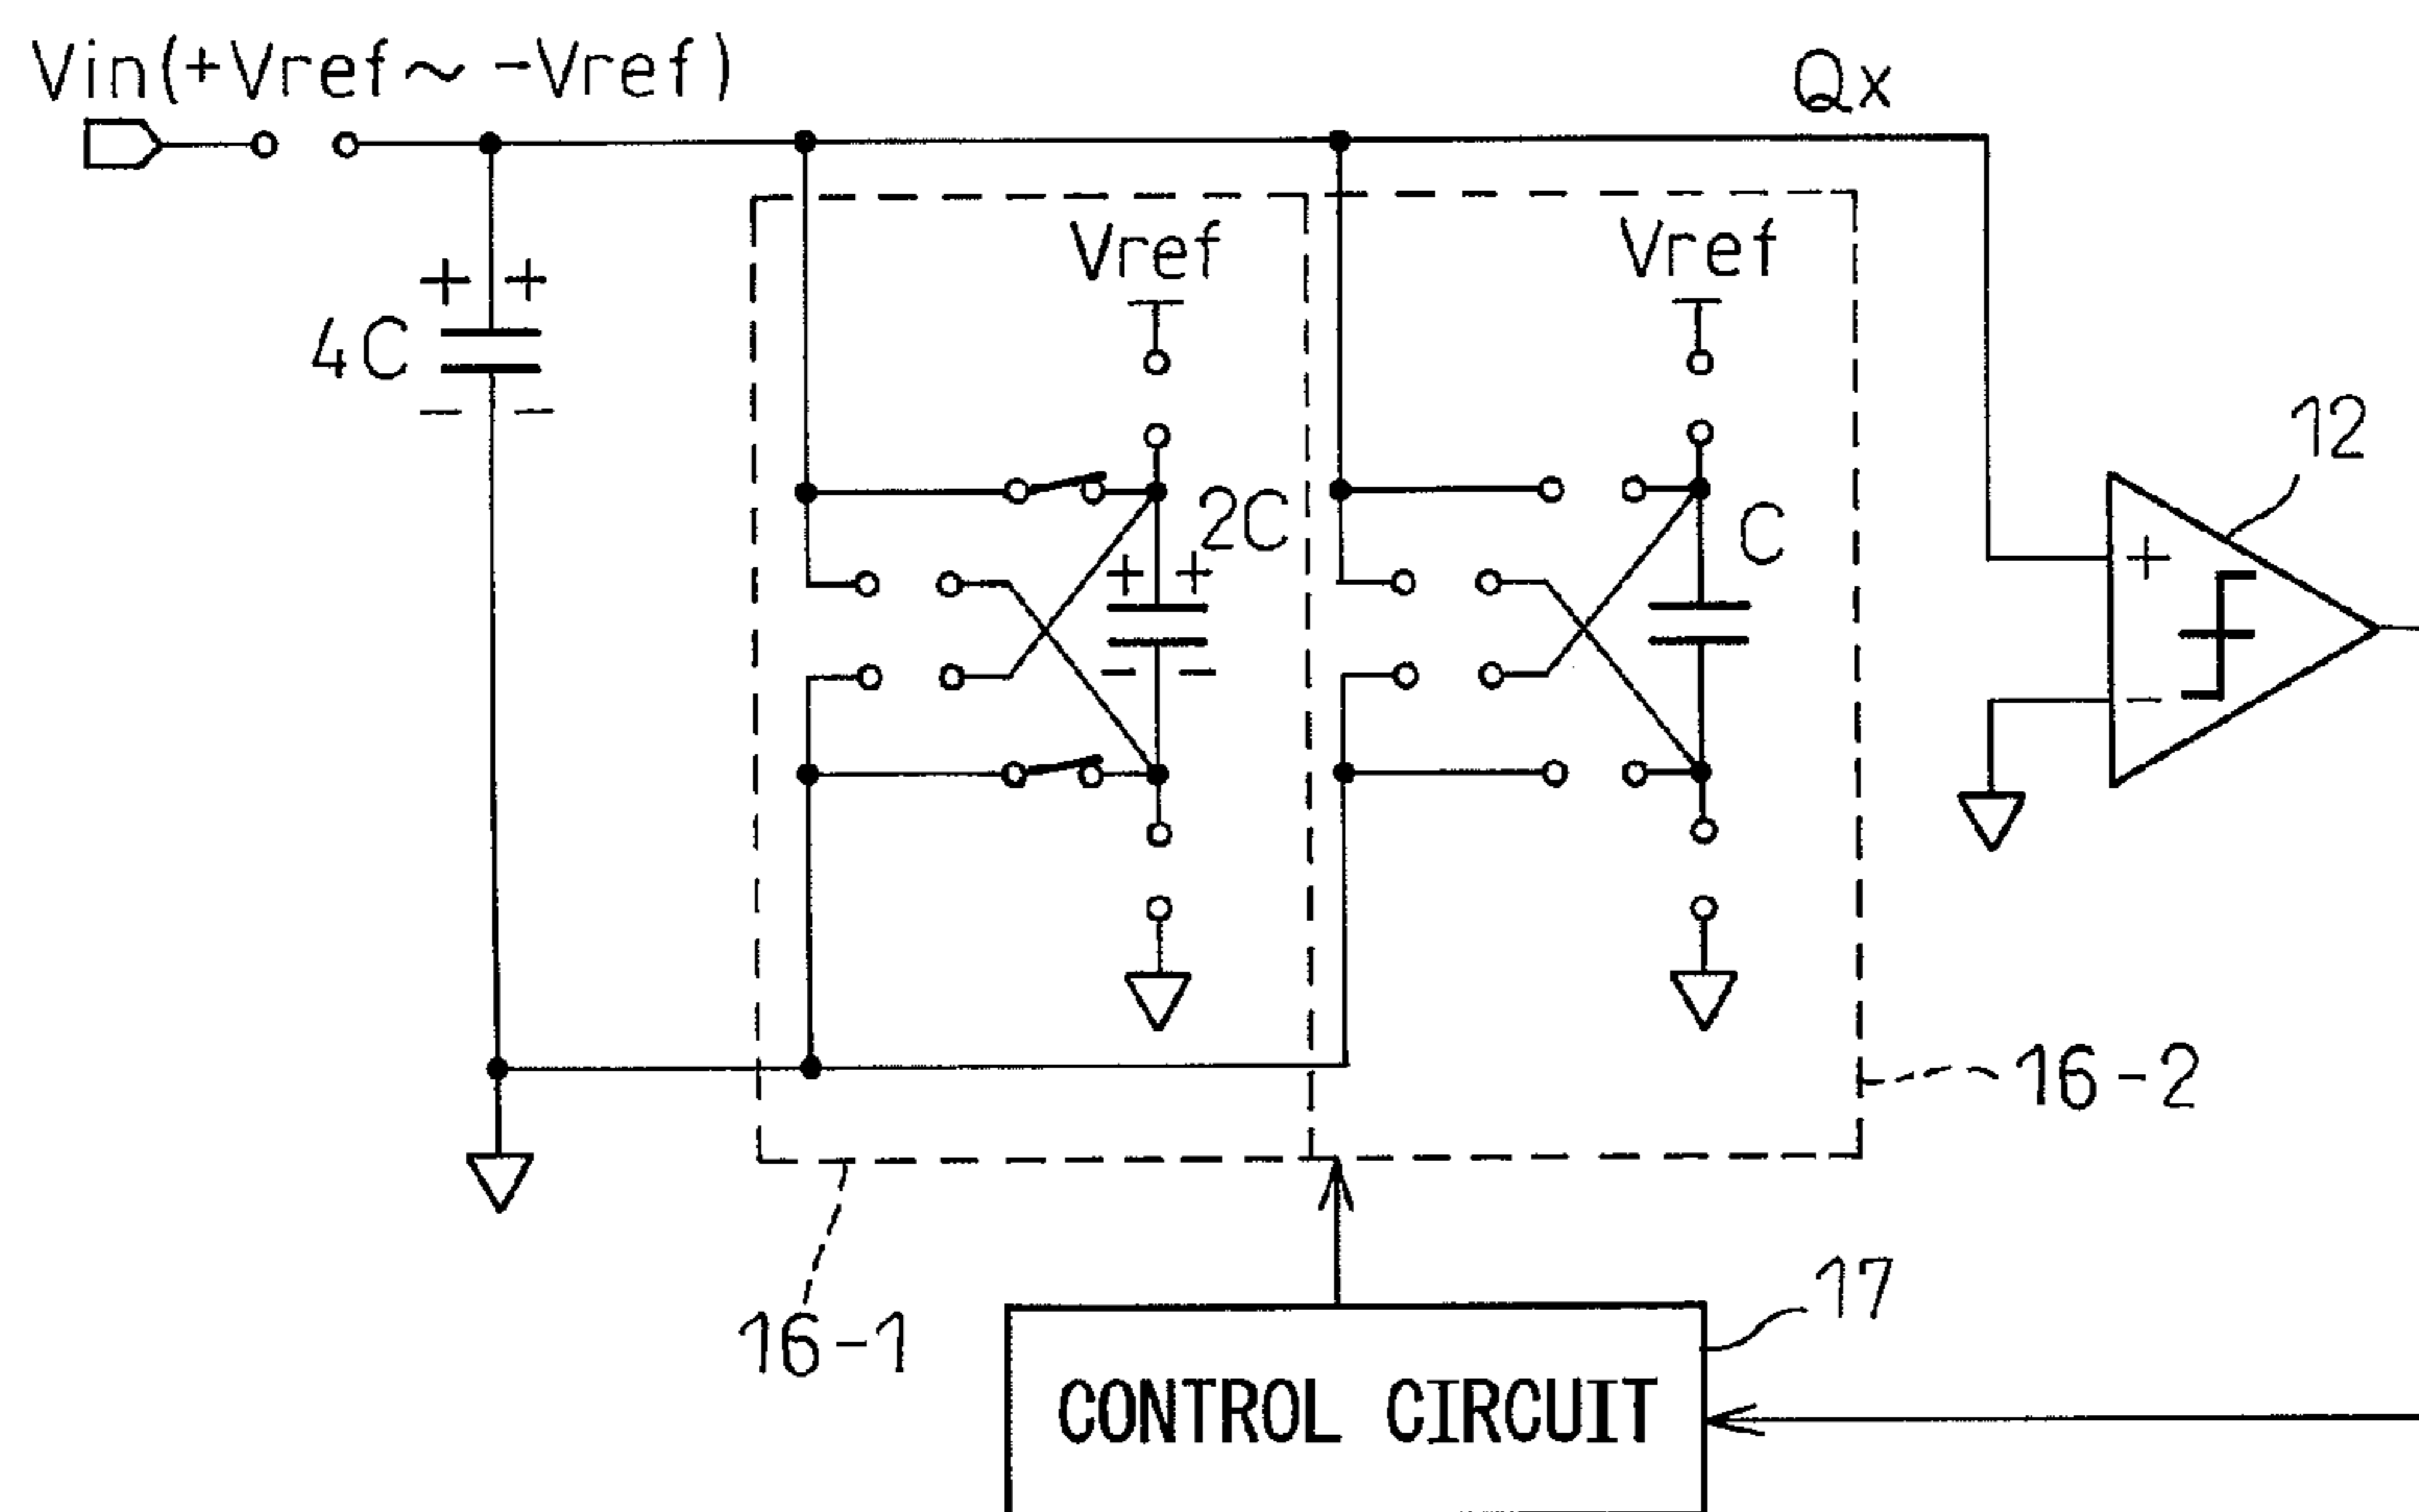 Vin(+Vref～ -Vref)
Qx
Vref
Vref
+ +
4C
- -
12
2C
C
+ +
- -
+
-
16-2
16-1
17
CONTROL CIRCUIT